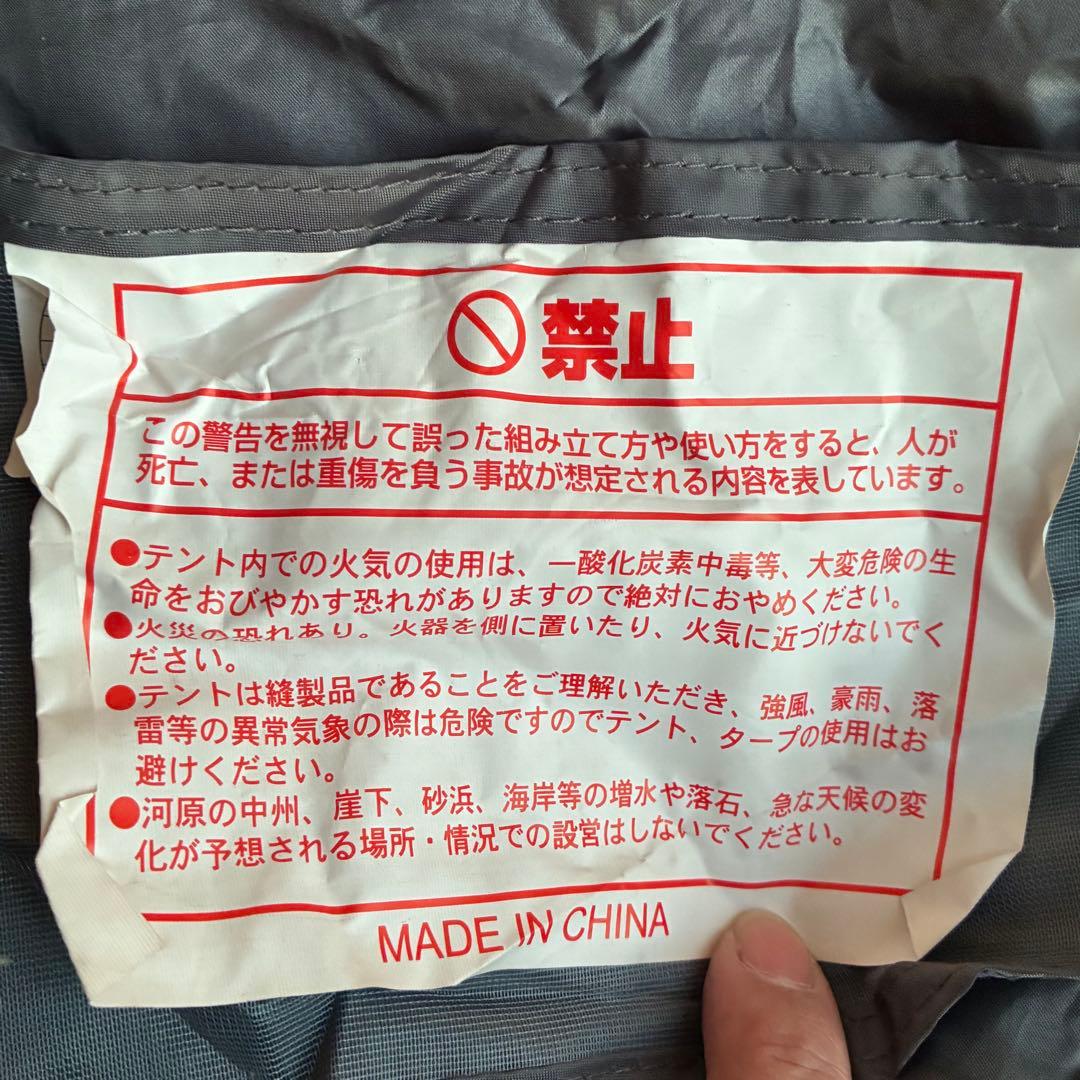 禁止
この警告を無視して誤った組み立て方や使い方をすると、人が
死亡、または重傷を負う事故が想定される内容を表しています。
●テント内での火気の使用は、一酸化炭素中毒等、大変危険の生
命をおびやかす恐れがありますので絶対におやめください。
●火災の恐れあり。火器を側に置いたり、火気に近づけないでく
ださい。
●テントは縫製品であることをご理解いただき、強風、豪雨、落
雷等の異常気象の際は危険ですのでテント、タープの使用はお
避けください。
●河原の中州、崖下、砂浜、海岸等の増水や落石、急な天候の変
化が予想される場所・情況での設営はしないでください。
MADE IN CHINA